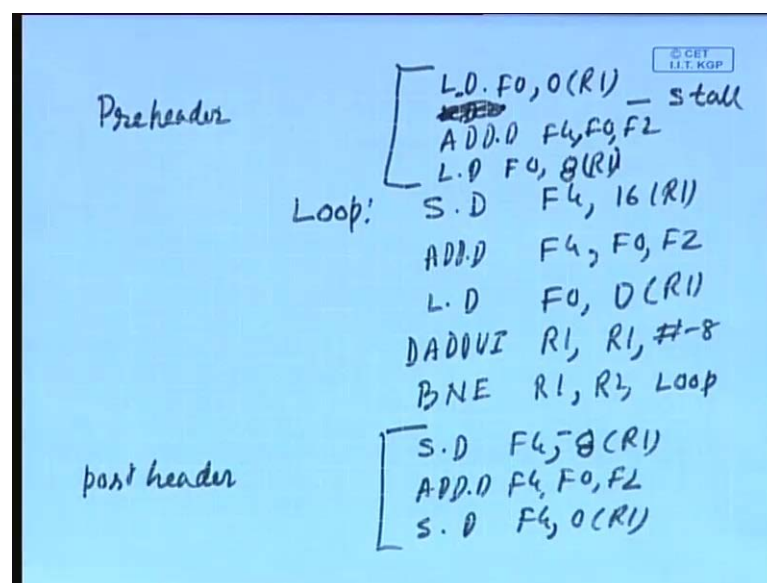 © CET
I.I.T. KGP
Preheader
L.D. F0, 0(R1) _ stall
ADD.D F4, F0, F2
L.D F0, 8(R1)
Loop: S.D F4, 16(R1)
ADD.D F4, F0, F2
L.D F0, 0(R1)
DADDUI R1, R1, #-8
BNE R1, R2, Loop
post header
S.D F4, -8(R1)
ADD.D F4, F0, F2
S.D F4, 0(R1)